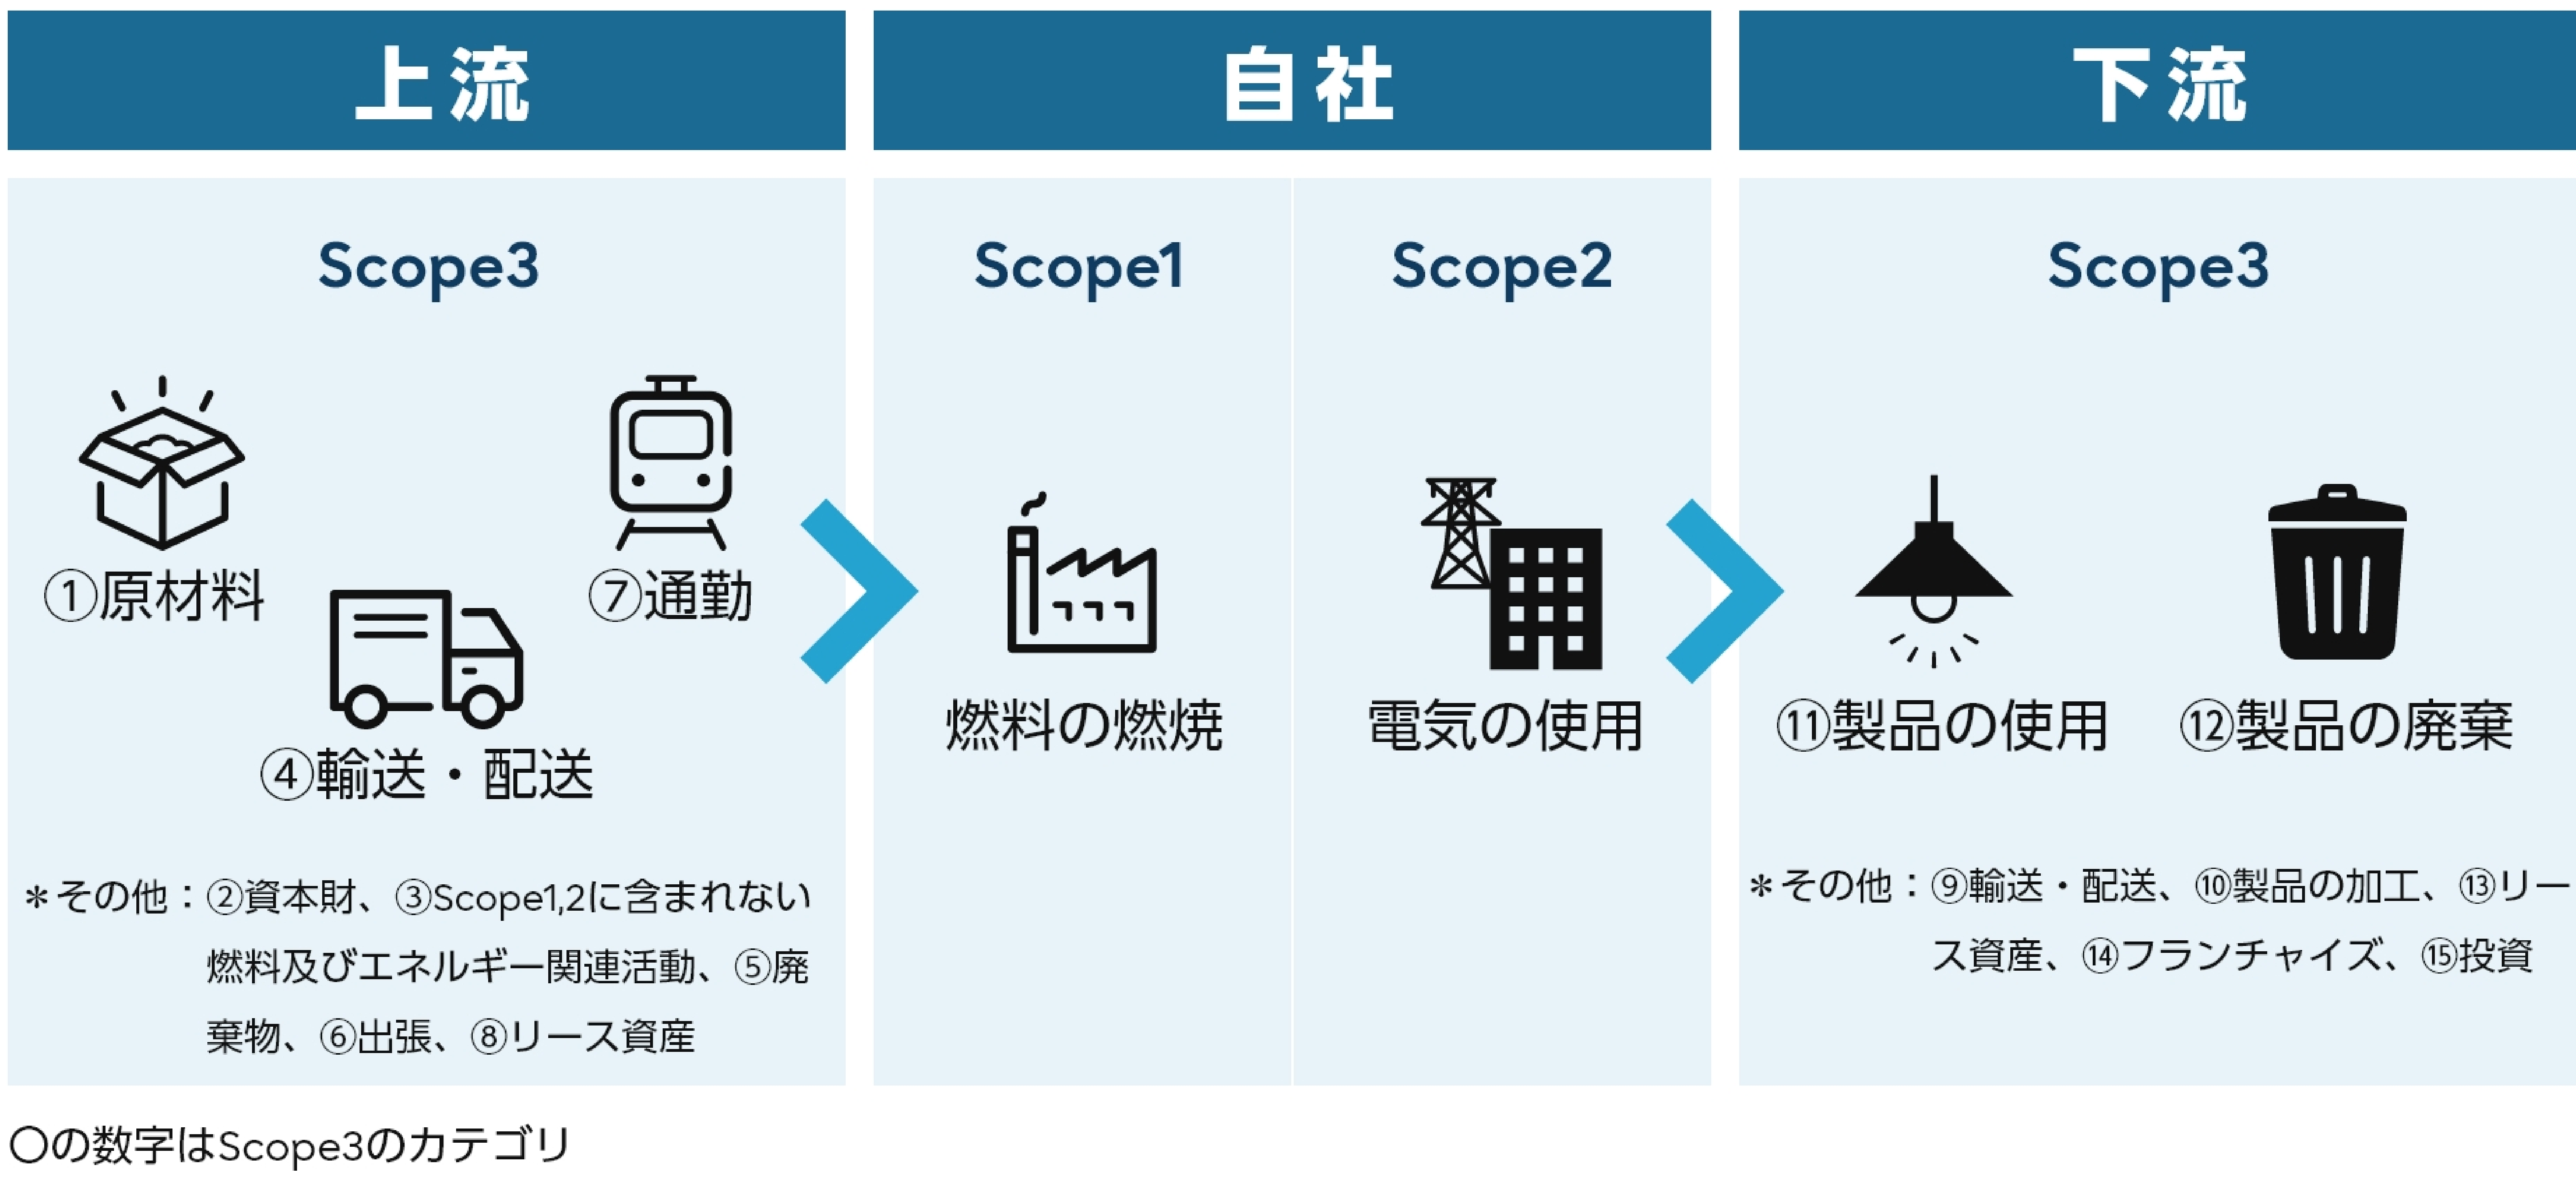 上流
自社
下流
Scope3
Scope1
Scope2
Scope3
①原材料
⑦通勤
④輸送・配送
燃料の燃焼
電気の使用
⑪製品の使用
⑫製品の廃棄
＊その他：②資本財、③Scope1,2に含まれない
燃料及びエネルギー関連活動、⑤廃
棄物、⑥出張、⑧リース資産
＊その他：⑨輸送・配送、⑩製品の加工、⑬リー
ス資産、⑭フランチャイズ、⑮投資
〇の数字はScope3のカテゴリ